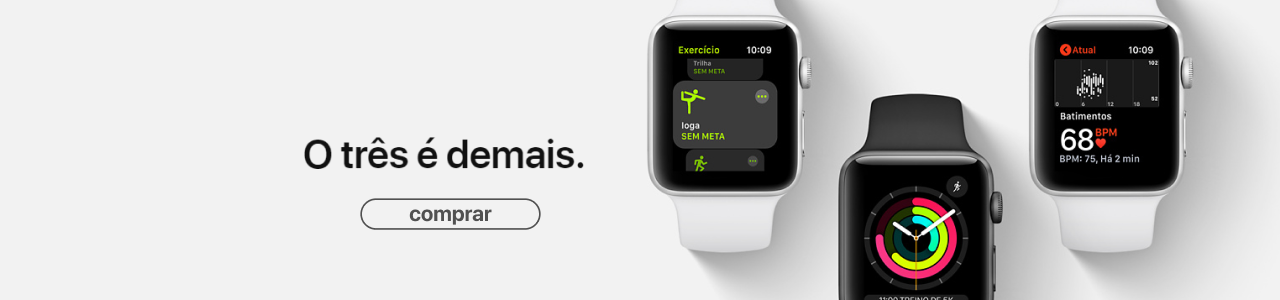 O três é demais.
comprar
Exercício 10:09
Trilha
SEM META
Ioga
SEM META
11:00 TREINO DE 5K
Atual 10:09
102
52
0 6 12 18
Batimentos
68 BPM
BPM: 75, Há 2 min